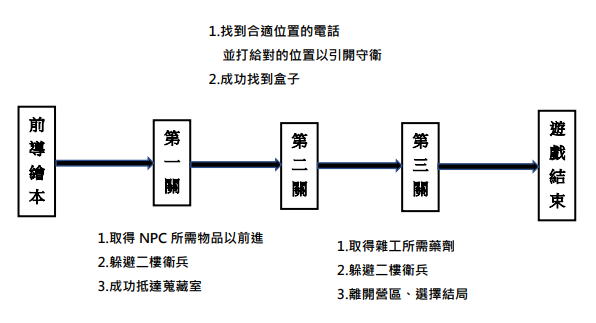 1.找到合適位置的電話
並打給對的位置以引開守衛
2.成功找到盒子
前導繪本
第一關
第二關
第三關
遊戲結束
1.取得 NPC 所需物品以前進
2.躲避二樓衛兵
3.成功抵達蒐藏室
1.取得雜工所需藥劑
2.躲避二樓衛兵
3.離開營區、選擇結局